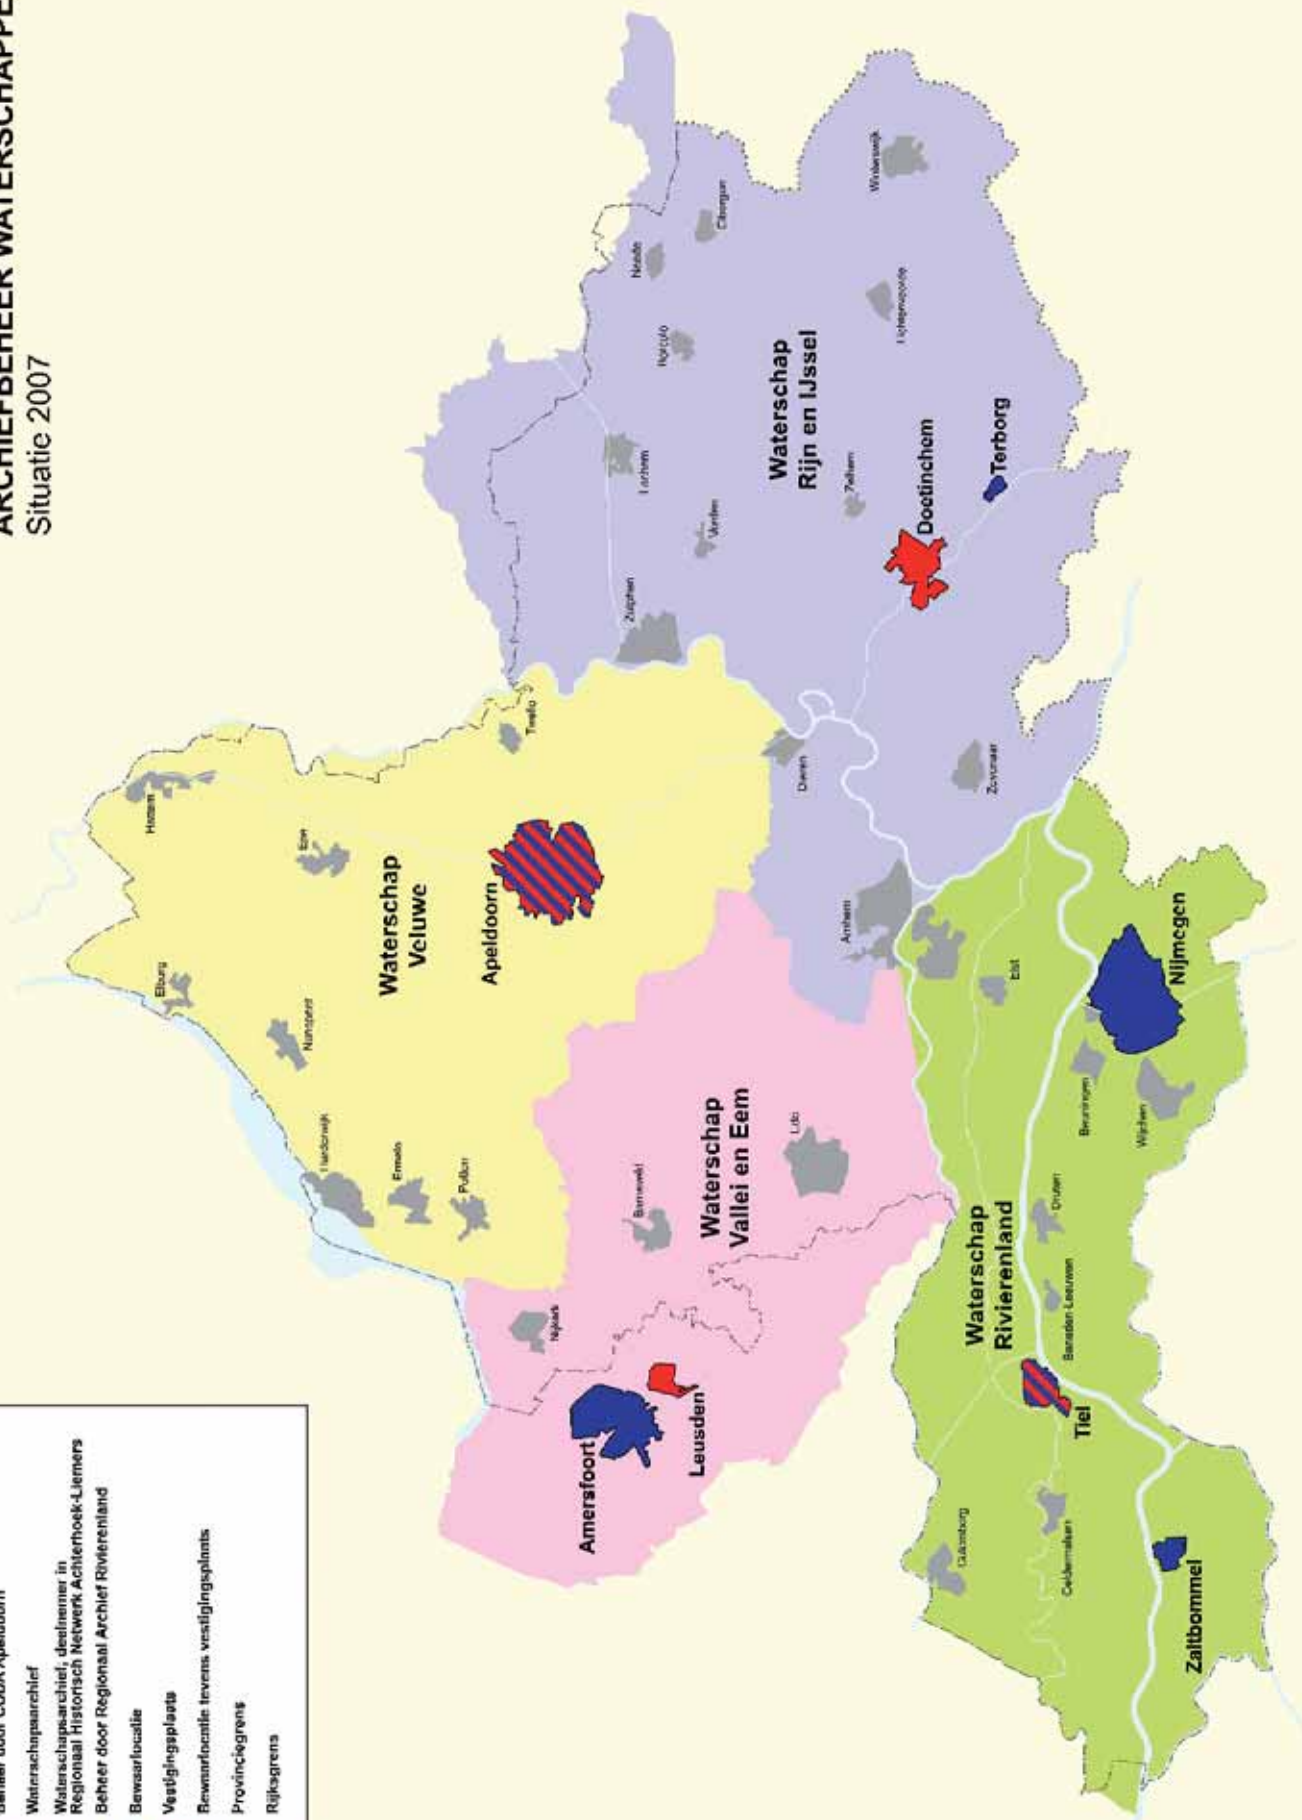 ARCHIEFBEHEER WATERSCHAPPE
Situatie 2007
Waterschapsarchief
Waterschapsarchief, deelnemer in
Regionaal Historisch Netwerk Achterhoek-Liemers
Beheer door Regionaal Archief Rivierenland
Bewaarlocatie
Vestigingsplaats
Bewaarlocatie tevens vestigingsplaats
Provinciegrens
Rijksgrens
Hattem
Epe
Elburg
Nunspeet
Waterschap
Veluwe
Apeldoorn
Twello
Harderwijk
Ermelo
Putten
Nijkerk
Barneveld
Waterschap
Vallei en Eem
Ede
Amersfoort
Leusden
Neede
Eibergen
Borculo
Winterswijk
Lichtenvoorde
Lochem
Vorden
Zutphen
Waterschap
Rijn en IJssel
Zelhem
Doetinchem
Terborg
Dieren
Zevenaar
Arnhem
Elst
Nijmegen
Beuningen
Wijchen
Druten
Waterschap
Rivierenland
Beneden-Leeuwen
Tiel
Culemborg
Geldermalsen
Zaltbommel